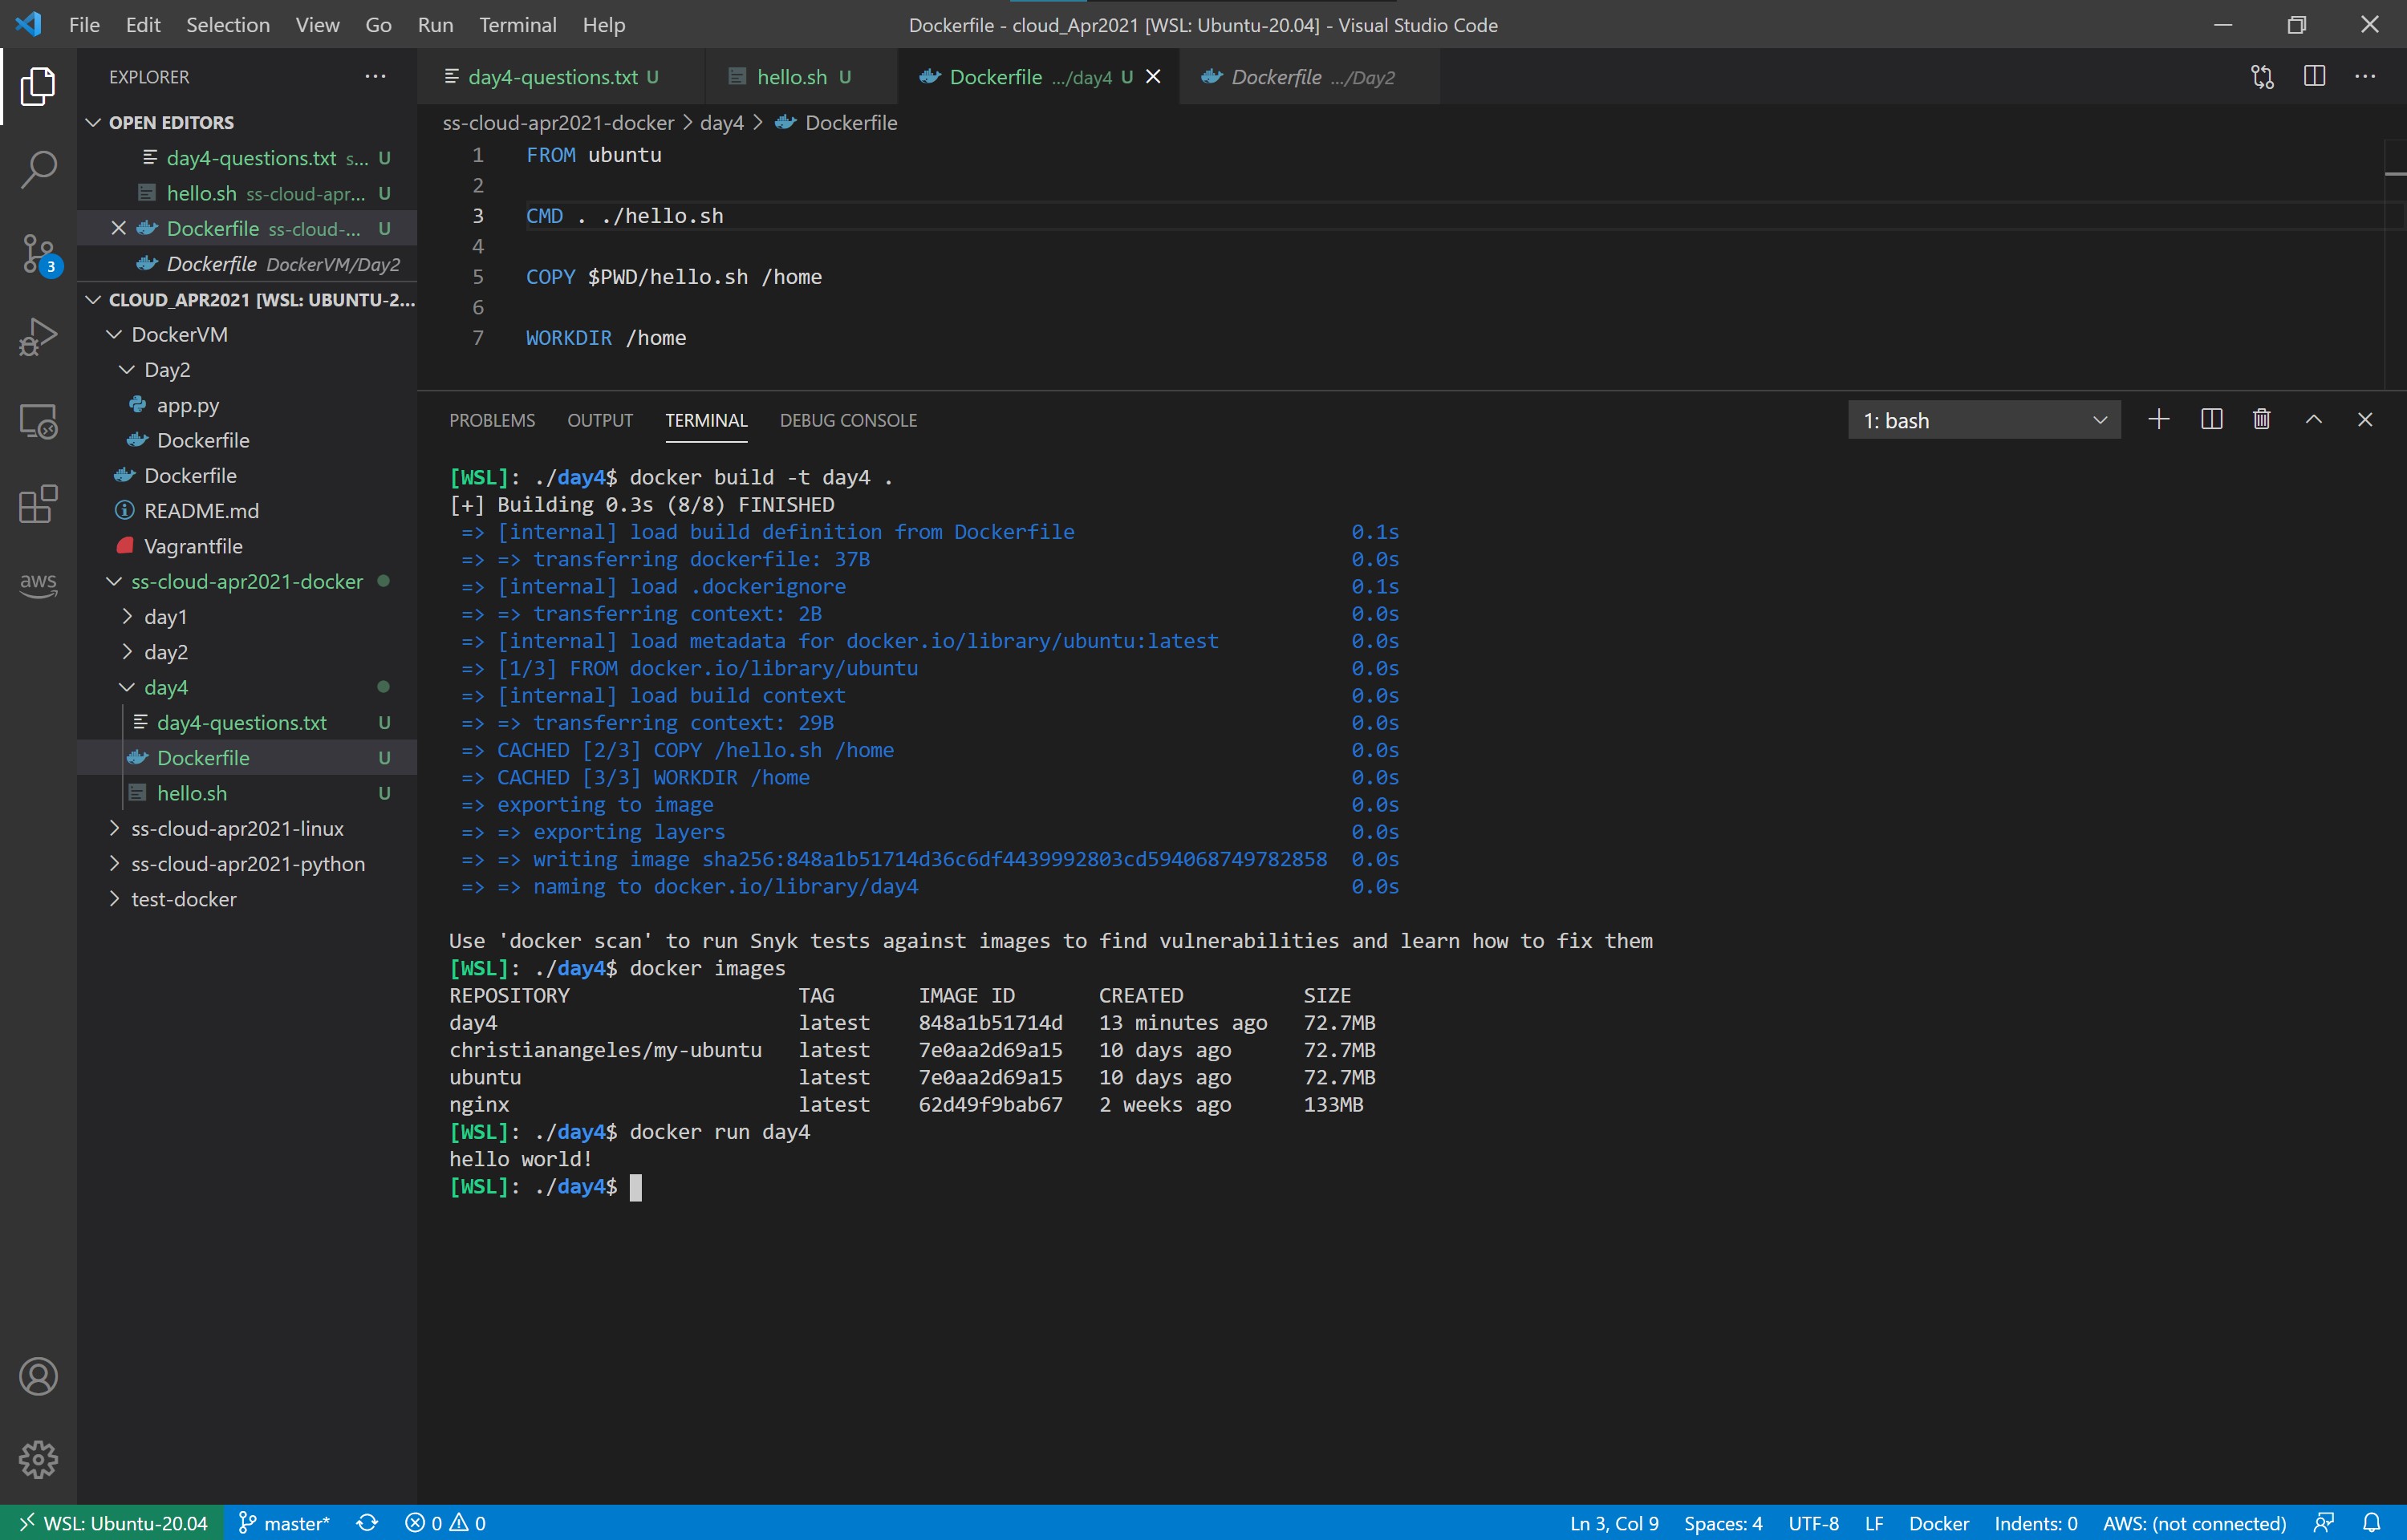 File Edit Selection View Go Run Terminal Help
Dockerfile - cloud_Apr2021 [WSL: Ubuntu-20.04] - Visual Studio Code
EXPLORER
OPEN EDITORS
day4-questions.txt s... U
hello.sh ss-cloud-apr... U
Dockerfile ss-cloud-... U
Dockerfile DockerVM/Day2
CLOUD_APR2021 [WSL: UBUNTU-2...
DockerVM
Day2
app.py
Dockerfile
Dockerfile
README.md
Vagrantfile
ss-cloud-apr2021-docker
day1
day2
day4
day4-questions.txt U
Dockerfile U
hello.sh U
ss-cloud-apr2021-linux
ss-cloud-apr2021-python
test-docker
3
aws
day4-questions.txt U
hello.sh U
Dockerfile .../day4 U
Dockerfile .../Day2
ss-cloud-apr2021-docker > day4 > Dockerfile
1 FROM ubuntu
2
3 CMD . ./hello.sh
4
5 COPY $PWD/hello.sh /home
6
7 WORKDIR /home
PROBLEMS OUTPUT TERMINAL DEBUG CONSOLE
1: bash
[WSL]: ./day4$ docker build -t day4 .
[+] Building 0.3s (8/8) FINISHED
=> [internal] load build definition from Dockerfile 0.1s
=> => transferring dockerfile: 37B 0.0s
=> [internal] load .dockerignore 0.1s
=> => transferring context: 2B 0.0s
=> [internal] load metadata for docker.io/library/ubuntu:latest 0.0s
=> [1/3] FROM docker.io/library/ubuntu 0.0s
=> [internal] load build context 0.0s
=> => transferring context: 29B 0.0s
=> CACHED [2/3] COPY /hello.sh /home 0.0s
=> CACHED [3/3] WORKDIR /home 0.0s
=> exporting to image 0.0s
=> => exporting layers 0.0s
=> => writing image sha256:848a1b51714d36c6df4439992803cd594068749782858 0.0s
=> => naming to docker.io/library/day4 0.0s
Use 'docker scan' to run Snyk tests against images to find vulnerabilities and learn how to fix them
[WSL]: ./day4$ docker images
REPOSITORY TAG IMAGE ID CREATED SIZE
day4 latest 848a1b51714d 13 minutes ago 72.7MB
christianangeles/my-ubuntu latest 7e0aa2d69a15 10 days ago 72.7MB
ubuntu latest 7e0aa2d69a15 10 days ago 72.7MB
nginx latest 62d49f9bab67 2 weeks ago 133MB
[WSL]: ./day4$ docker run day4
hello world!
[WSL]: ./day4$
WSL: Ubuntu-20.04 master* 0 0
Ln 3, Col 9 Spaces: 4 UTF-8 LF Docker Indents: 0 AWS: (not connected)